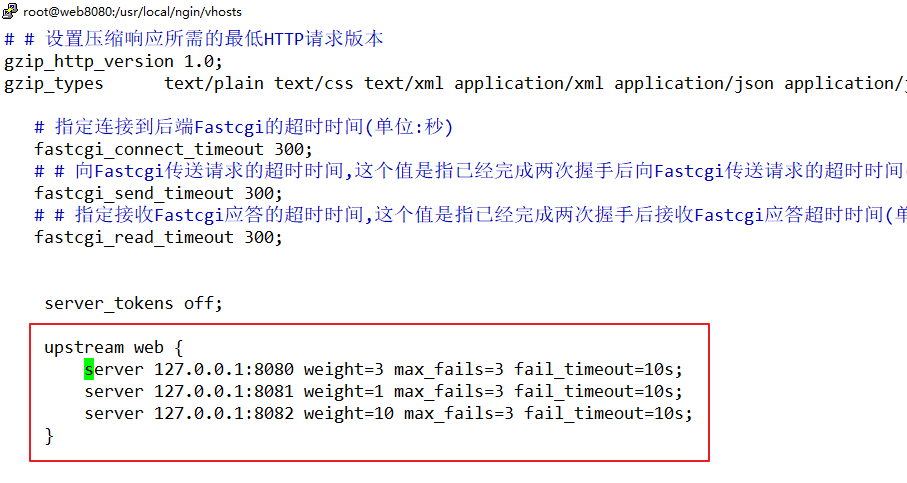 root@web8080:/usr/local/ngin/vhosts
# # 设置压缩响应所需的最低HTTP请求版本
gzip_http_version 1.0;
gzip_types      text/plain text/css text/xml application/xml application/json application/j
# 指定连接到后端Fastcgi的超时时间(单位:秒)
fastcgi_connect_timeout 300;
# # 向Fastcgi传送请求的超时时间,这个值是指已经完成两次握手后向Fastcgi传送请求的超时时间(
fastcgi_send_timeout 300;
# # 指定接收Fastcgi应答的超时时间,这个值是指已经完成两次握手后接收Fastcgi应答超时时间(单
fastcgi_read_timeout 300;
server_tokens off;
upstream web {
server 127.0.0.1:8080 weight=3 max_fails=3 fail_timeout=10s;
server 127.0.0.1:8081 weight=1 max_fails=3 fail_timeout=10s;
server 127.0.0.1:8082 weight=10 max_fails=3 fail_timeout=10s;
}